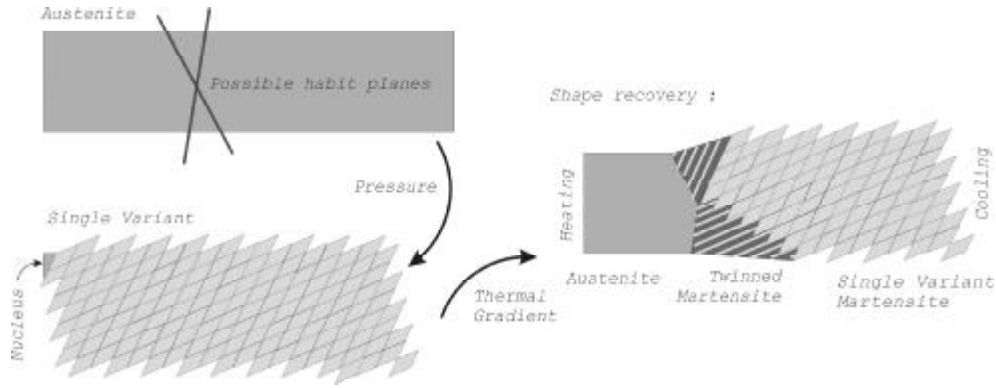 Austenite
Possible habit planes
Pressure
Single Variant
Nucleus
Thermal
Gradient
Shape recovery :
Heating
Cooling
Austenite
Twinned
Martensite
Single Variant
Martensite